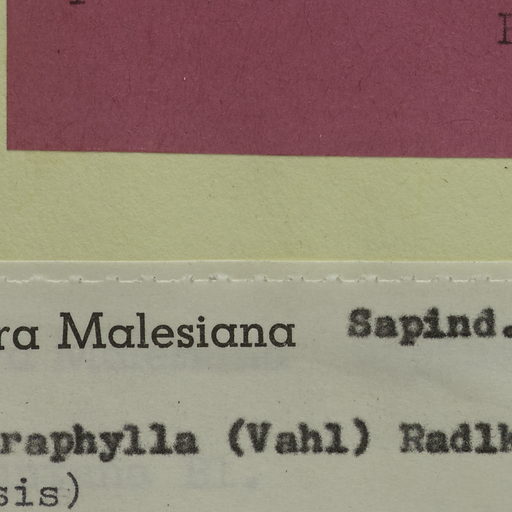 ra Malesiana Sapind.
raphylla (Vahl) Radlk
sis)